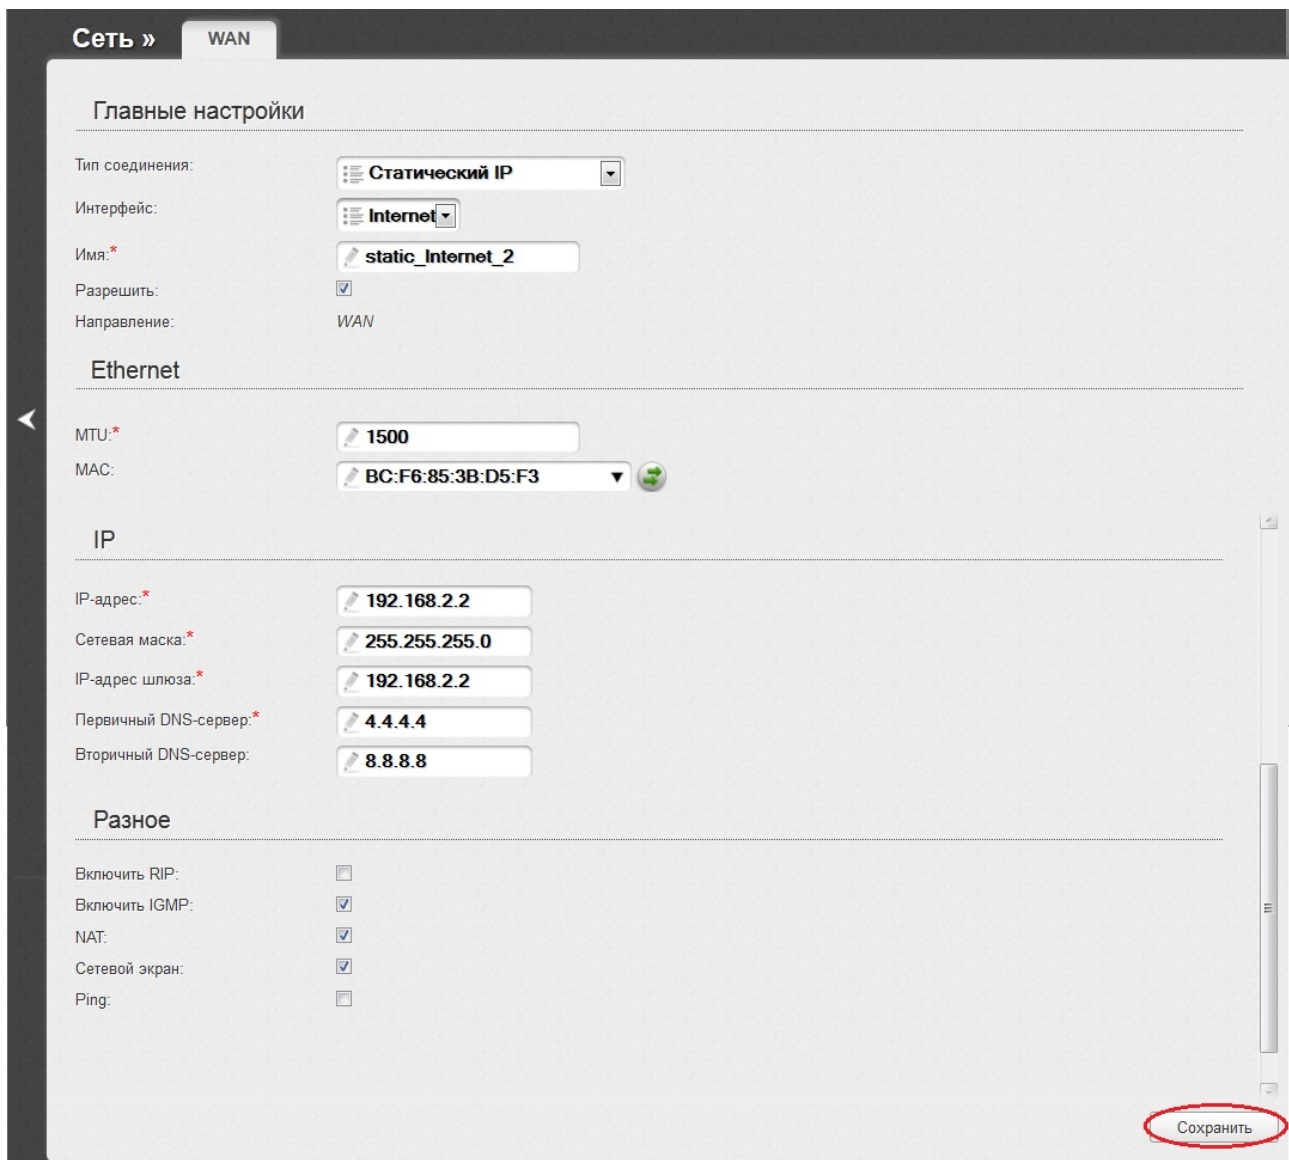 Сеть » WAN
Главные настройки
Тип соединения: Статический IP
Интерфейс: Internet
Имя:* static_Internet_2
Разрешить:
Направление: WAN
Ethernet
MTU:* 1500
MAC: BC:F6:85:3B:D5:F3
IP
IP-адрес:* 192.168.2.2
Сетевая маска:* 255.255.255.0
IP-адрес шлюза:* 192.168.2.2
Первичный DNS-сервер:* 4.4.4.4
Вторичный DNS-сервер: 8.8.8.8
Разное
Включить RIP:
Включить IGMP:
NAT:
Сетевой экран:
Ping:
Сохранить